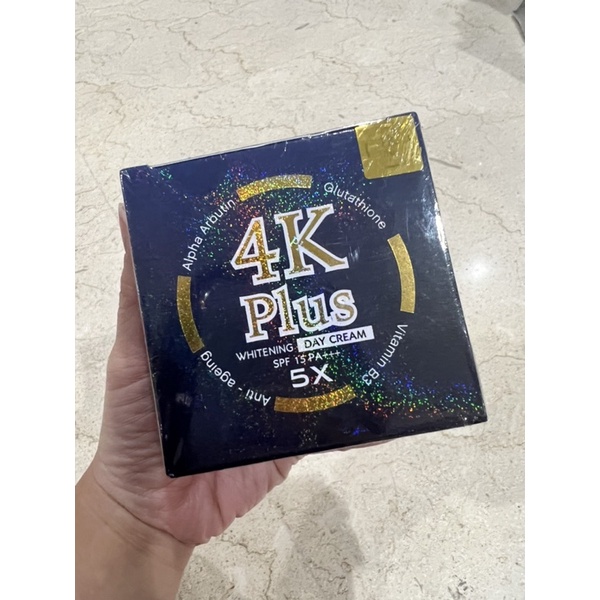 Alpha Arbutin
Glutathione
4K
Plus
WHITENING DAY CREAM
SPF 15 PA+++
5X
Anti - ageing
Vitamin B3